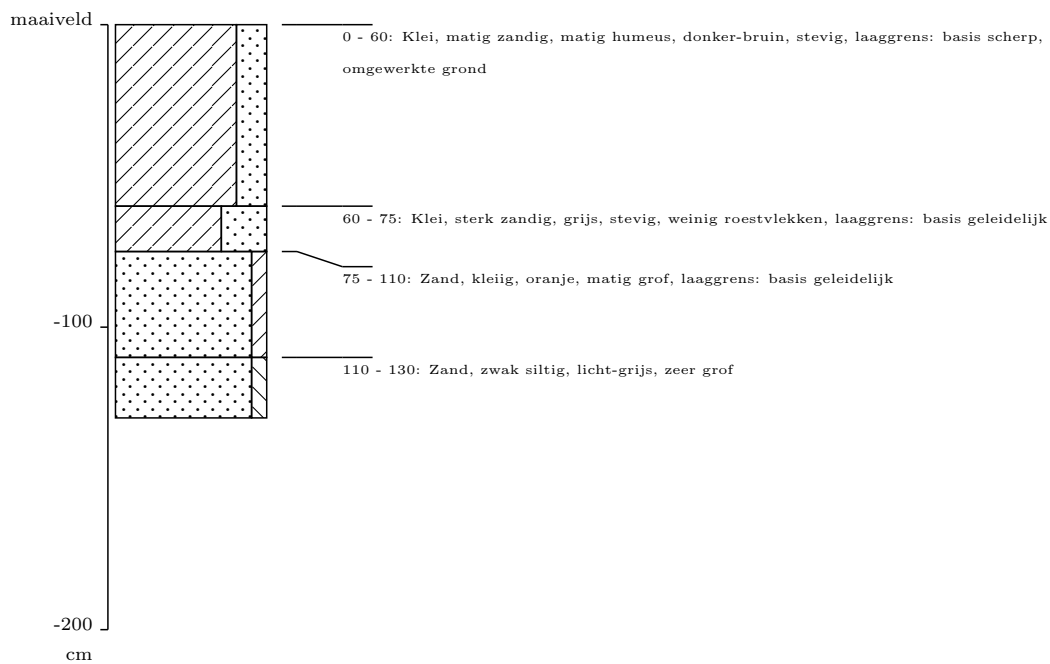 maaiveld
0 - 60: Klei, matig zandig, matig humeus, donker-bruin, stevig, laaggrens: basis scherp,
omgewerkte grond
60 - 75: Klei, sterk zandig, grijs, stevig, weinig roestvlekken, laaggrens: basis geleidelijk
75 - 110: Zand, kleiig, oranje, matig grof, laaggrens: basis geleidelijk
-100
110 - 130: Zand, zwak siltig, licht-grijs, zeer grof
-200
cm